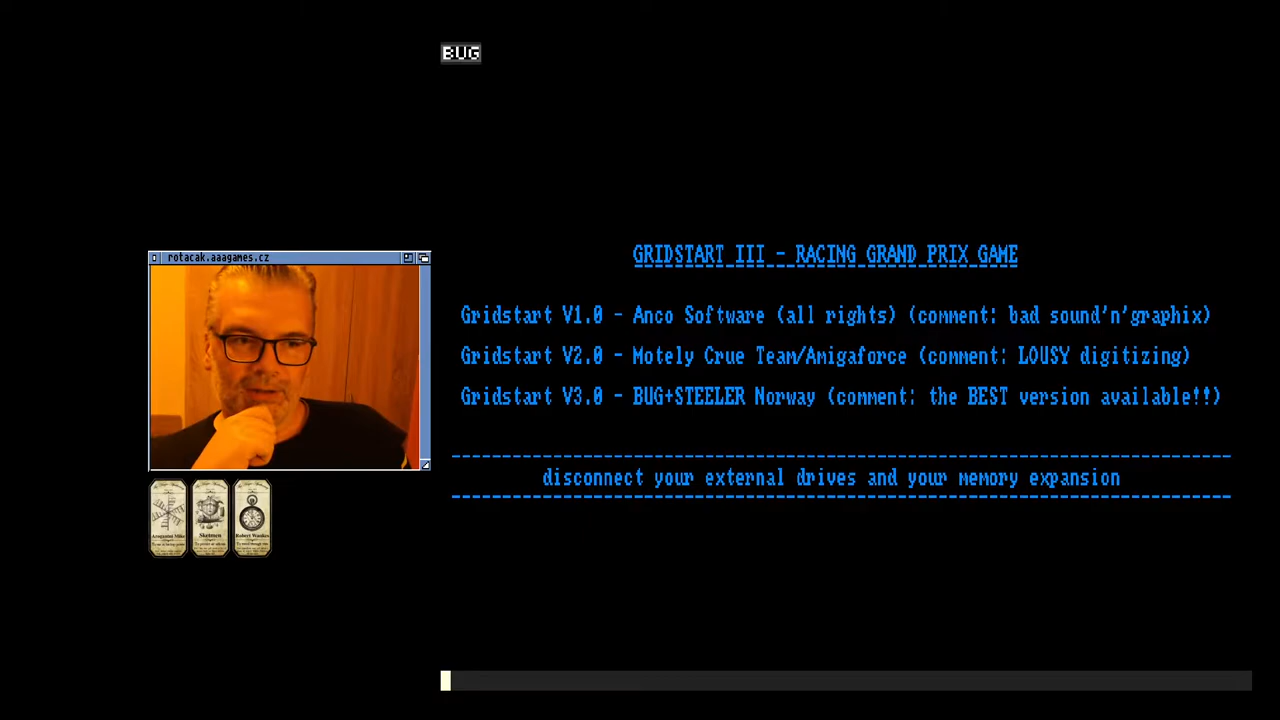 BUG
GRIDSTART III - RACING GRAND PRIX GAME
Gridstart V1.0 - Anco Software (all rights) (comment: bad sound'n'graphix)
Gridstart V2.0 - Motely Crue Team/Amigaforce (comment: LOUSY digitizing)
Gridstart V3.0 - BUG+STEELER Norway (comment: the BEST version available!!)
disconnect your external drives and your memory expansion
rotacak.aaagames.cz
Skeimen